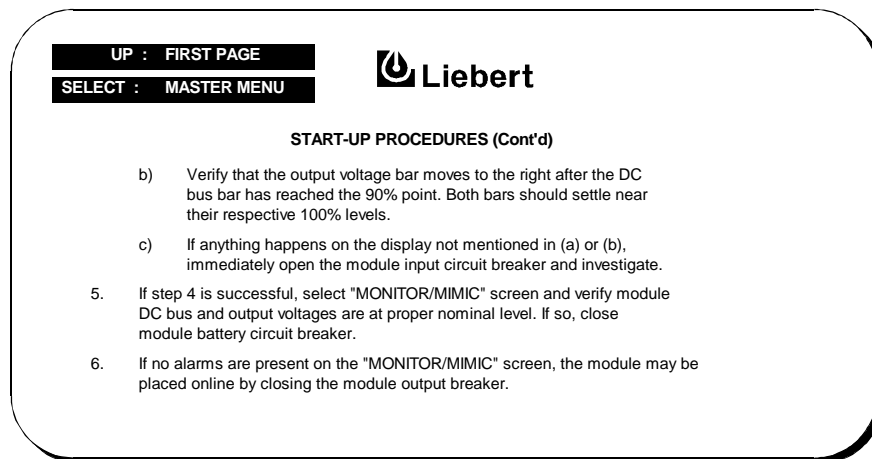 UP : FIRST PAGE
SELECT : MASTER MENU
Liebert
START-UP PROCEDURES (Cont'd)
b) Verify that the output voltage bar moves to the right after the DC
bus bar has reached the 90% point. Both bars should settle near
their respective 100% levels.
c) If anything happens on the display not mentioned in (a) or (b),
immediately open the module input circuit breaker and investigate.
5. If step 4 is successful, select "MONITOR/MIMIC" screen and verify module
DC bus and output voltages are at proper nominal level. If so, close
module battery circuit breaker.
6. If no alarms are present on the "MONITOR/MIMIC" screen, the module may be
placed online by closing the module output breaker.